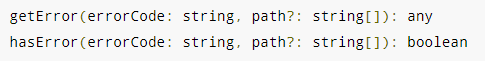 getError(errorCode: string, path?: string[]): any
hasError(errorCode: string, path?: string[]): boolean